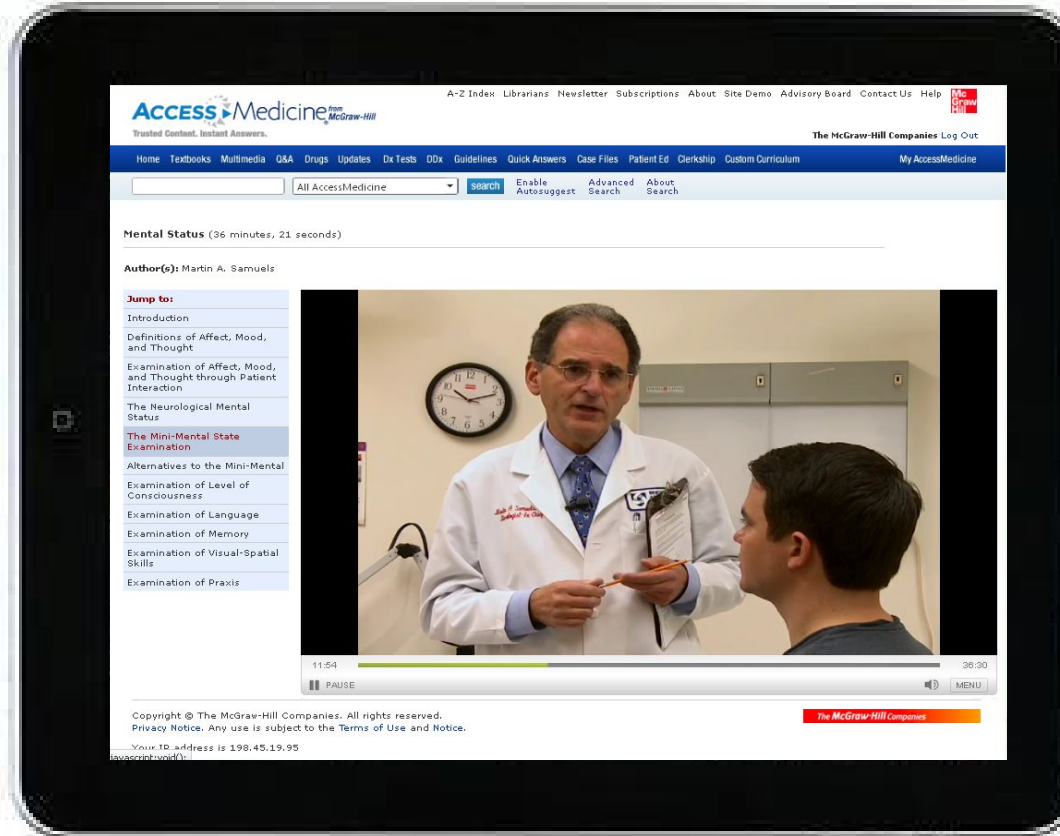 A-Z Index Librarians Newsletter Subscriptions About Site Demo Advisory Board Contact Us Help
Mc
Graw
Hill
ACCESS Medicine from McGraw-Hill
Trusted Content. Instant Answers.
The McGraw-Hill Companies Log Out
Home Textbooks Multimedia Q&A Drugs Updates Dx Tests DDx Guidelines Quick Answers Case Files Patient Ed Clerkship Custom Curriculum My AccessMedicine
All AccessMedicine search Enable Autosuggest Advanced Search About Search
Mental Status (36 minutes, 21 seconds)
Author(s): Martin A. Samuels
Jump to:
Introduction
Definitions of Affect, Mood,
and Thought
Examination of Affect, Mood,
and Thought through Patient
Interaction
The Neurological Mental
Status
The Mini-Mental State
Examination
Alternatives to the Mini-Mental
Examination of Level of
Consciousness
Examination of Language
Examination of Memory
Examination of Visual-Spatial
Skills
Examination of Praxis
11:54 36:30
PAUSE MENU
Copyright © The McGraw-Hill Companies. All rights reserved.
Privacy Notice. Any use is subject to the Terms of Use and Notice.
The McGraw-Hill Companies
Your IP address is 198.45.19.95
javascript:void();